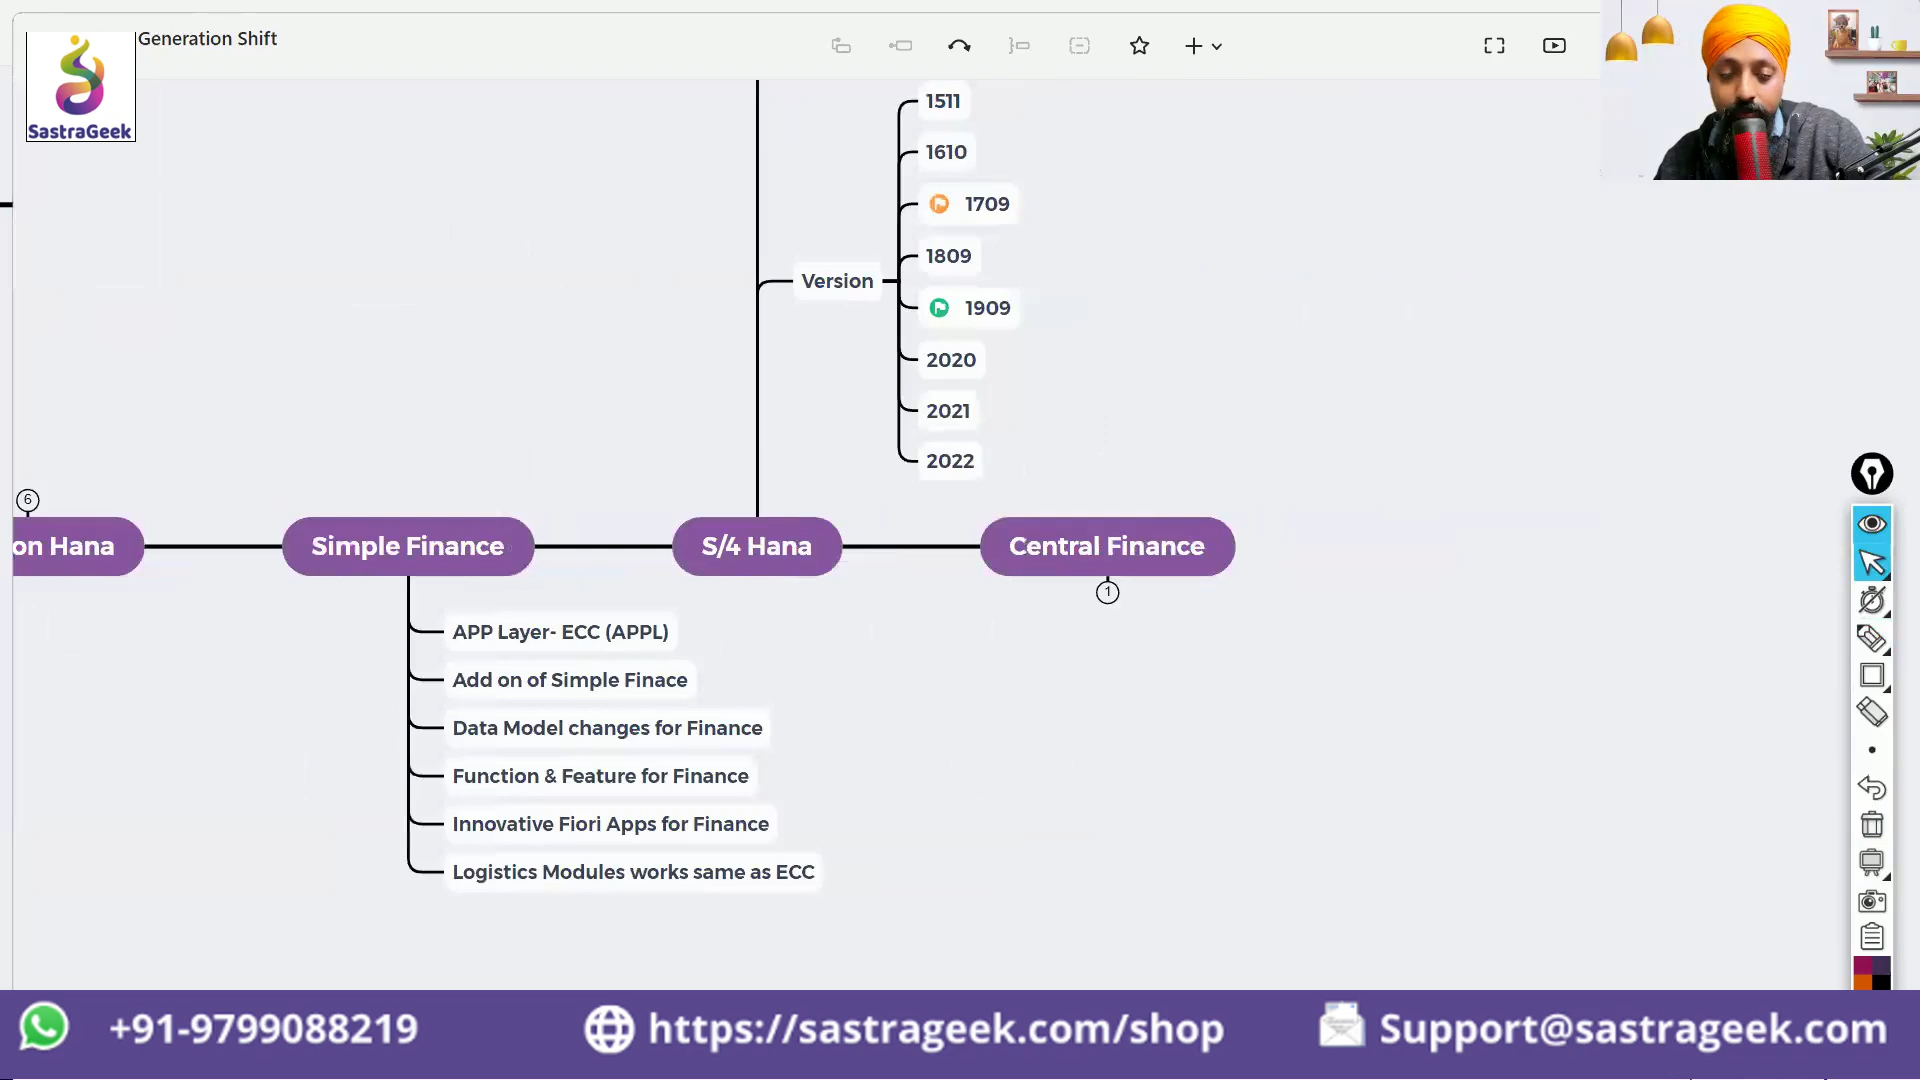 Generation Shift
SastraGeek
1511
1610
1709
1809
Version
1909
2020
2021
2022
6
on Hana
Simple Finance
S/4 Hana
Central Finance
1
APP Layer- ECC (APPL)
Add on of Simple Finace
Data Model changes for Finance
Function & Feature for Finance
Innovative Fiori Apps for Finance
Logistics Modules works same as ECC
+91-9799088219
https://sastrageek.com/shop
Support@sastrageek.com